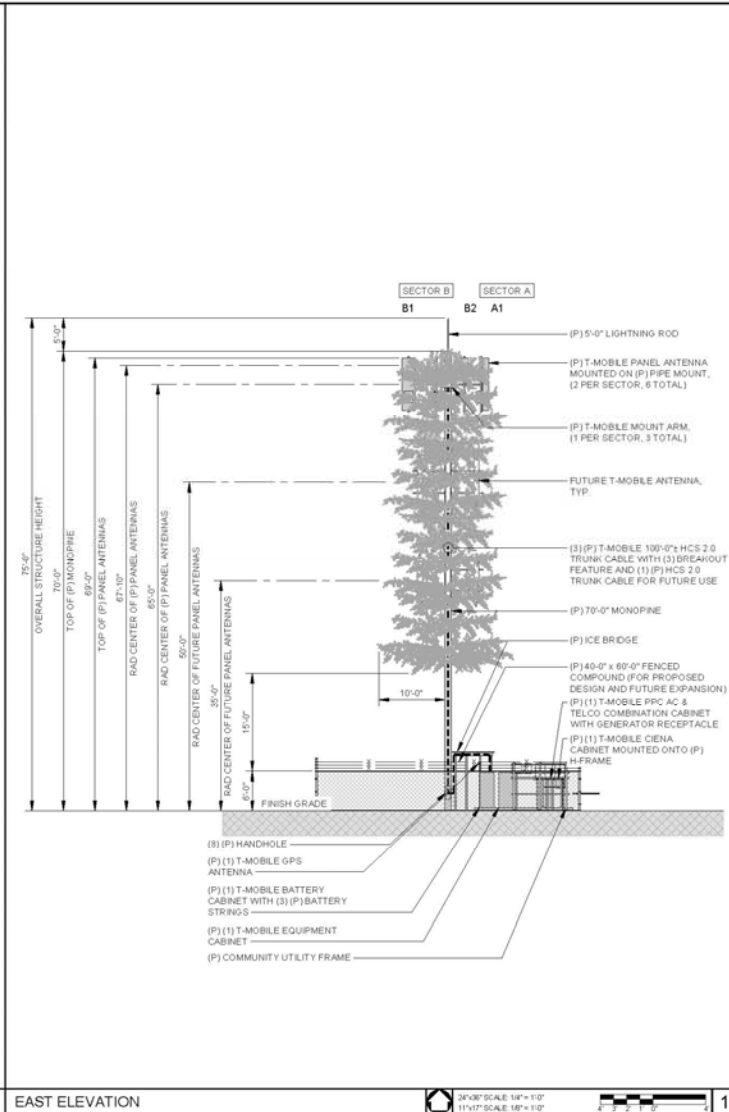 SECTOR B
SECTOR A
B1
B2
A1
5'-0"
75'-0"
OVERALL STRUCTURE HEIGHT
70'-0"
TOP OF (P) MONOPINE
69'-0"
TOP OF (P) PANEL ANTENNAS
67'-10"
RAD CENTER OF (P) PANEL ANTENNAS
65'-0"
RAD CENTER OF (P) PANEL ANTENNAS
50'-0"
RAD CENTER OF FUTURE PANEL ANTENNAS
35'-0"
RAD CENTER OF FUTURE PANEL ANTENNAS
15'-0"
6'-0"
10'-0"
FINISH GRADE
(P) 5'-0" LIGHTNING ROD
(P) T-MOBILE PANEL ANTENNA
MOUNTED ON (P) PIPE MOUNT,
(2 PER SECTOR, 6 TOTAL)
(P) T-MOBILE MOUNT ARM,
(1 PER SECTOR, 3 TOTAL)
FUTURE T-MOBILE ANTENNA,
TYP.
(3) (P) T-MOBILE 100'-0"± HCS 2.0
TRUNK CABLE WITH (3) BREAKOUT
FEATURE AND (1) (P) HCS 2.0
TRUNK CABLE FOR FUTURE USE
(P) 70'-0" MONOPINE
(P) ICE BRIDGE
(P) 40-0" x 60'-0" FENCED
COMPOUND (FOR PROPOSED
DESIGN AND FUTURE EXPANSION)
(P) (1) T-MOBILE PPC AC &
TELCO COMBINATION CABINET
WITH GENERATOR RECEPTACLE
(P) (1) T-MOBILE CIENA
CABINET MOUNTED ONTO (P)
H-FRAME
(8) (P) HANDHOLE
(P) (1) T-MOBILE GPS
ANTENNA
(P) (1) T-MOBILE BATTERY
CABINET WITH (3) (P) BATTERY
STRINGS
(P) (1) T-MOBILE EQUIPMENT
CABINET
(P) COMMUNITY UTILITY FRAME
EAST ELEVATION
24"x36" SCALE: 1/4" = 1'-0"
11"x17" SCALE: 1/8" = 1'-0"
4' 3' 2' 1' 0" 4'
1